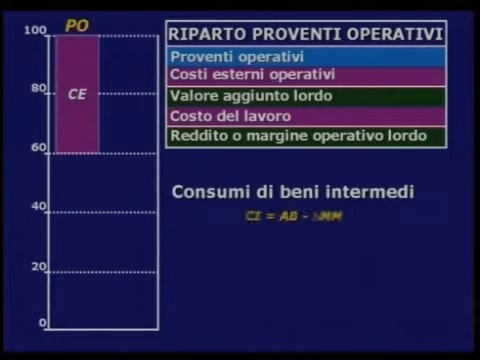 PO
100
80
60
40
20
0
CE
RIPARTO PROVENTI OPERATIVI
Proventi operativi
Costi esterni operativi
Valore aggiunto lordo
Costo del lavoro
Reddito o margine operativo lordo
Consumi di beni intermedi
CI = AB - ΔMM